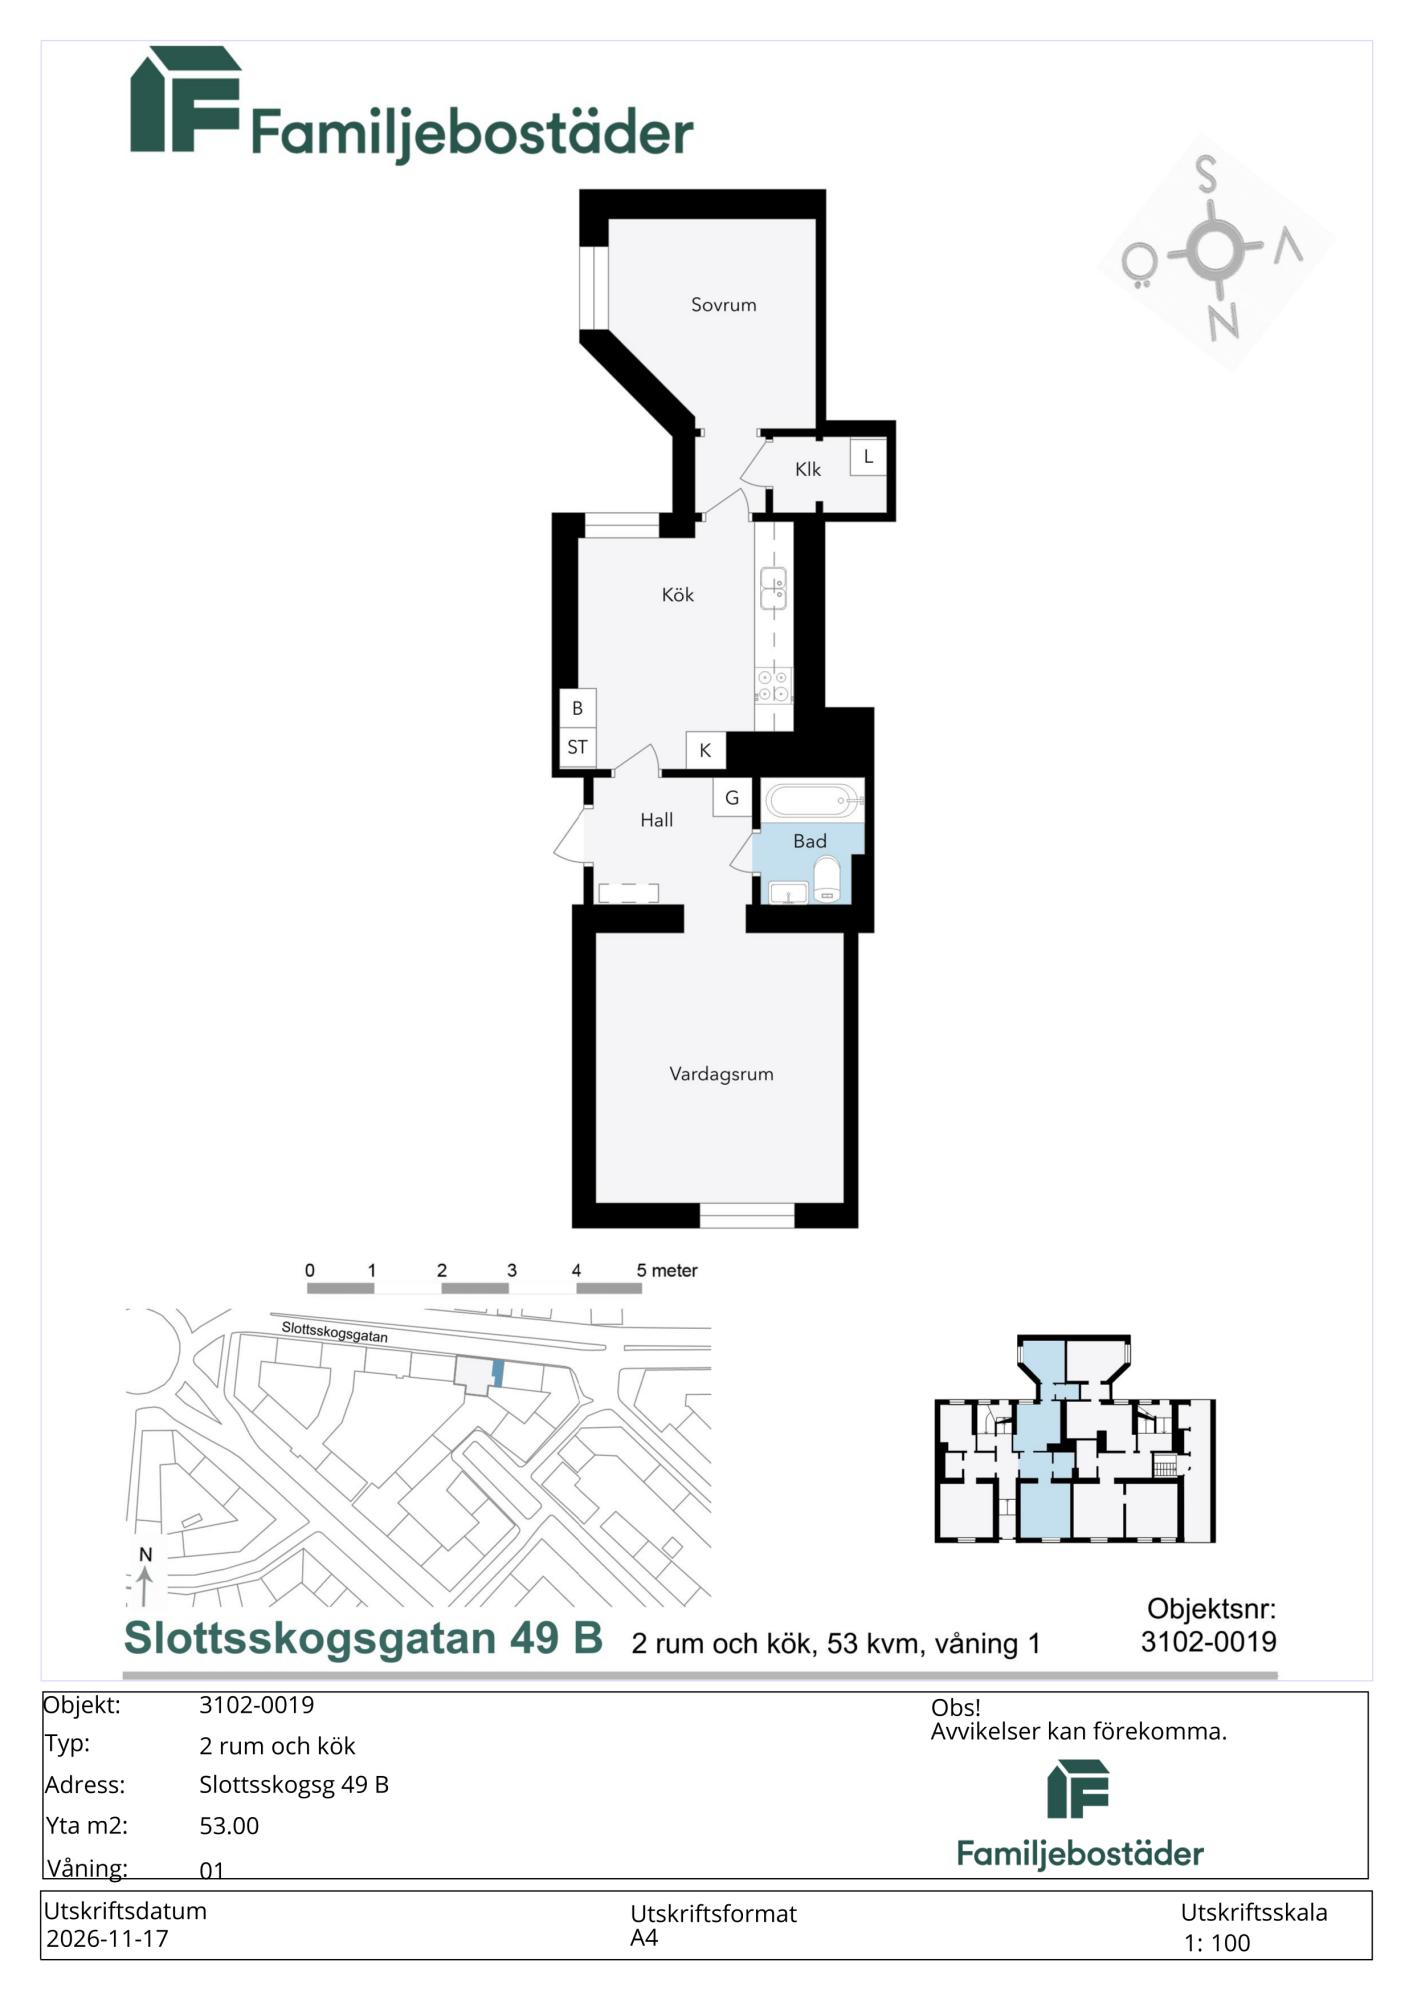 Familjebostäder
S
Ö
V
N
Sovrum
Klk
L
Kök
B
ST
K
G
Hall
Bad
Vardagsrum
0 1 2 3 4 5 meter
Slottsskogsgatan
N
Slottsskogsgatan 49 B 2 rum och kök, 53 kvm, våning 1
Objektsnr:
3102-0019
Objekt: 3102-0019
Typ: 2 rum och kök
Adress: Slottsskogsg 49 B
Yta m2: 53.00
Våning: 01
Obs!
Avvikelser kan förekomma.
Familjebostäder
Utskriftsdatum
2026-11-17
Utskriftsformat
A4
Utskriftsskala
1: 100